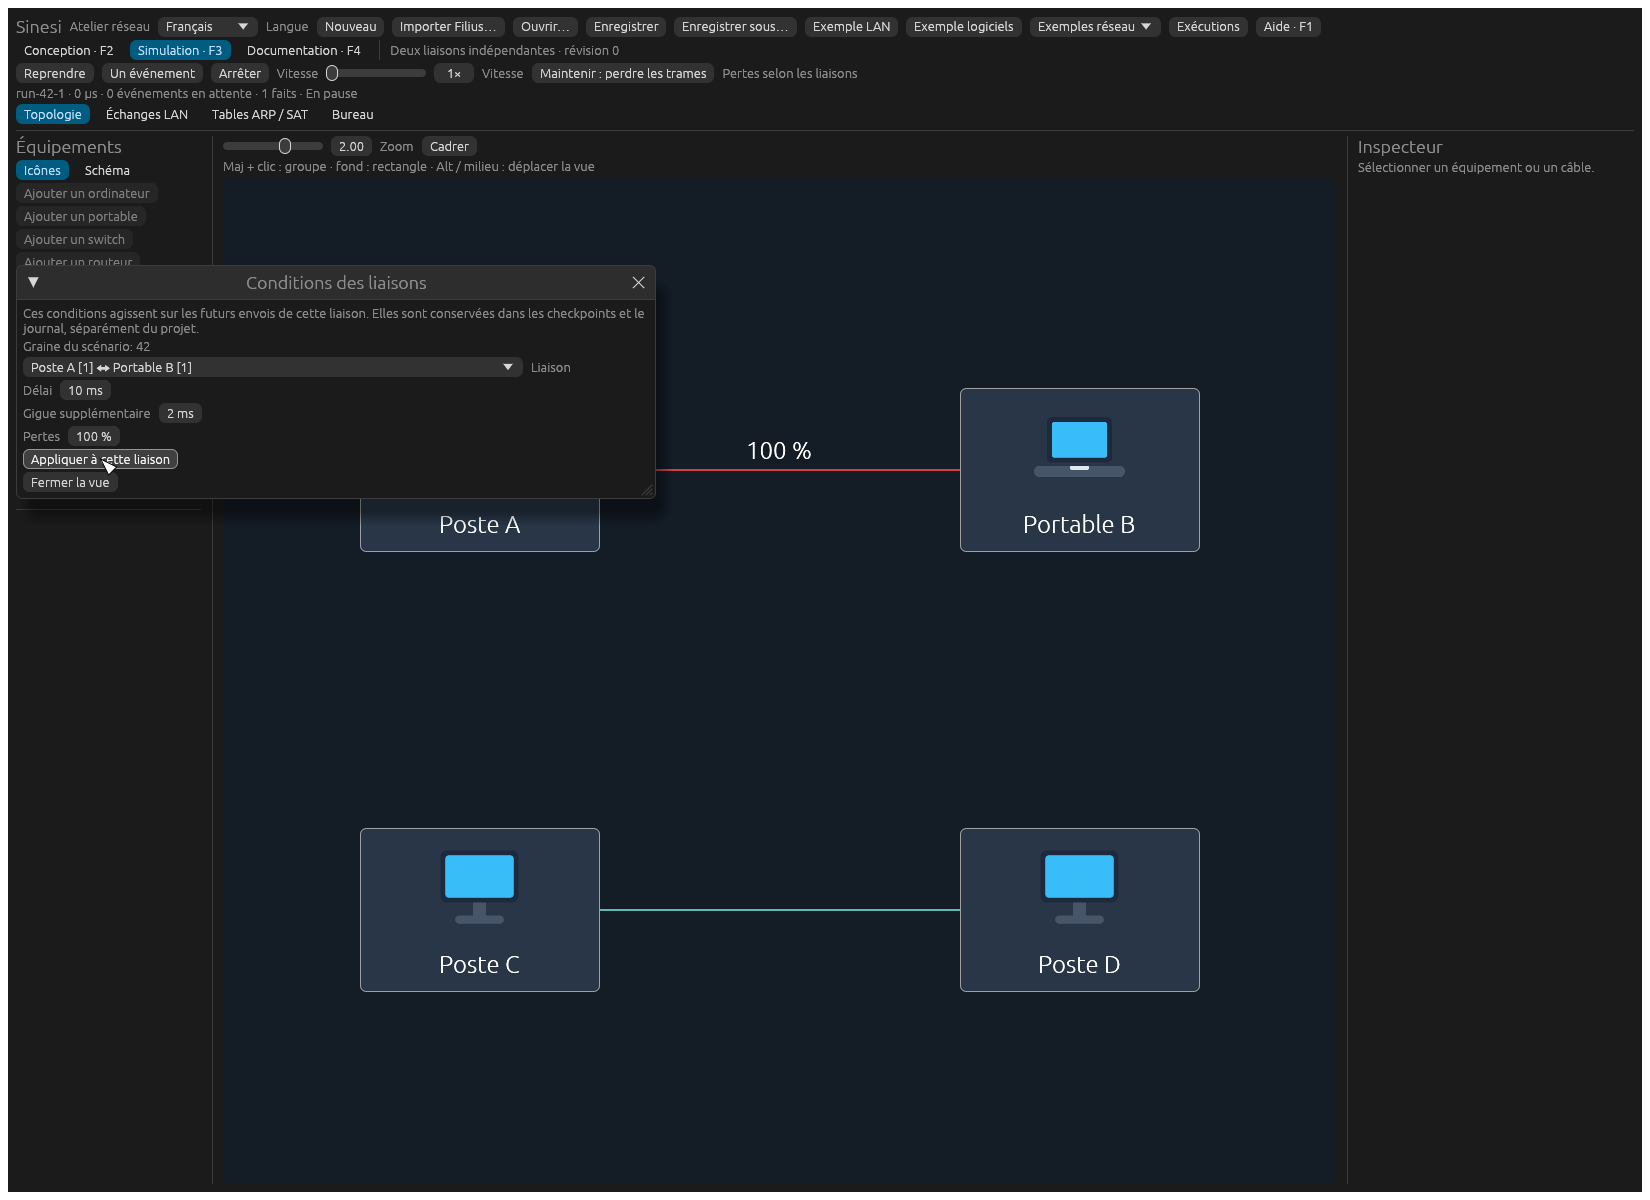 Sinesi Atelier réseau Français Langue Nouveau Importer Filius… Ouvrir… Enregistrer Enregistrer sous… Exemple LAN Exemple logiciels Exemples réseau Exécutions Aide · F1
Conception · F2 Simulation · F3 Documentation · F4 Deux liaisons indépendantes · révision 0
Reprendre Un événement Arrêter Vitesse 1× Vitesse Maintenir : perdre les trames Pertes selon les liaisons
run-42-1 · 0 µs · 0 événements en attente · 1 faits · En pause
Topologie Échanges LAN Tables ARP / SAT Bureau
Équipements
Icônes Schéma
Ajouter un ordinateur
Ajouter un portable
Ajouter un switch
Ajouter un routeur
2.00 Zoom Cadrer
Maj + clic : groupe · fond : rectangle · Alt / milieu : déplacer la vue
Inspecteur
Sélectionner un équipement ou un câble.
Conditions des liaisons
Ces conditions agissent sur les futurs envois de cette liaison. Elles sont conservées dans les checkpoints et le
journal, séparément du projet.
Graine du scénario: 42
Poste A [1] ⬌ Portable B [1] Liaison
Délai 10 ms
Gigue supplémentaire 2 ms
Pertes 100 %
Appliquer à cette liaison
Fermer la vue
100 %
Poste A
Portable B
Poste C
Poste D